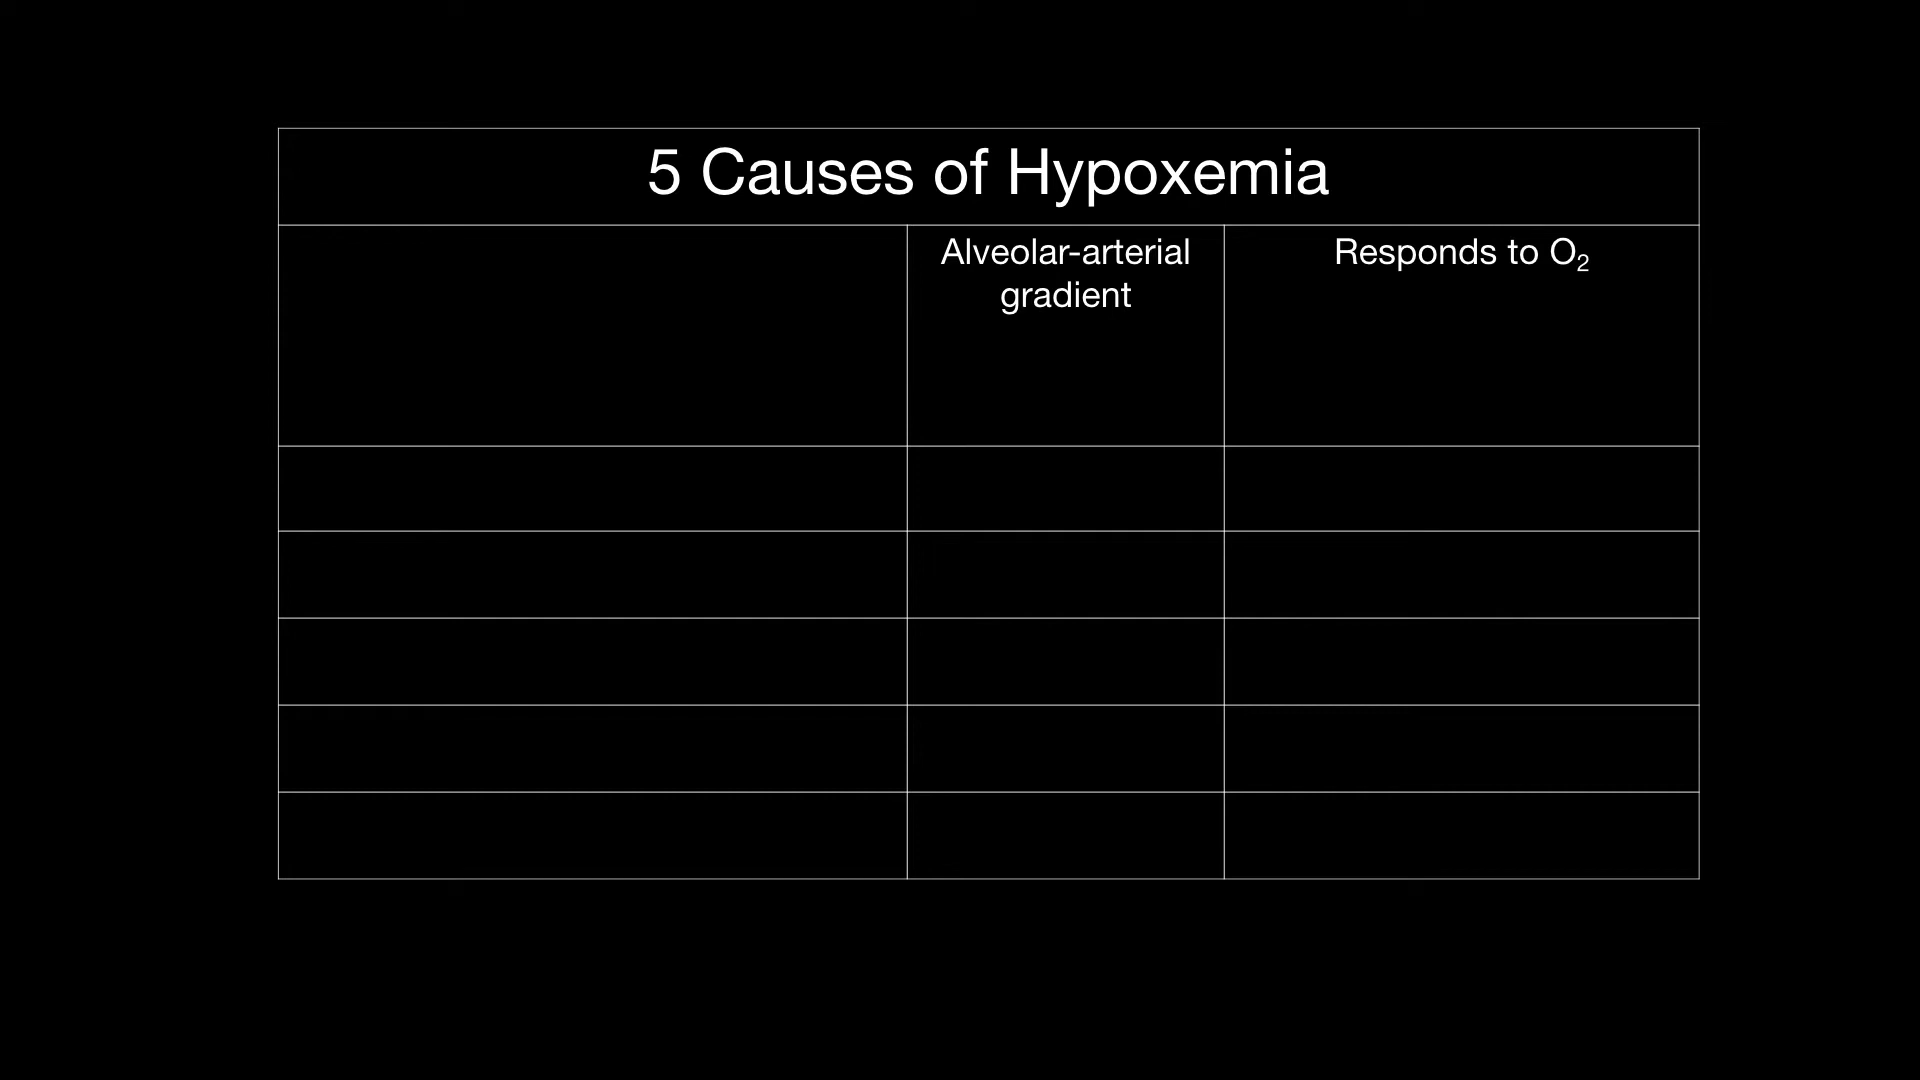 5 Causes of Hypoxemia
Alveolar-arterial
gradient
Responds to O₂